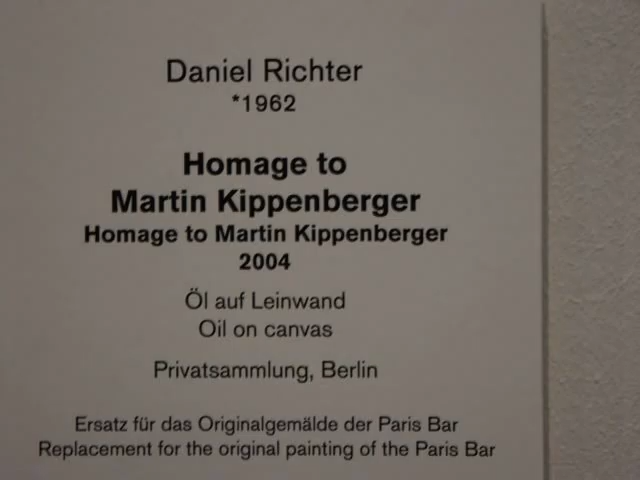 Daniel Richter
*1962
Homage to
Martin Kippenberger
Homage to Martin Kippenberger
2004
Öl auf Leinwand
Oil on canvas
Privatsammlung, Berlin
Ersatz für das Originalgemälde der Paris Bar
Replacement for the original painting of the Paris Bar